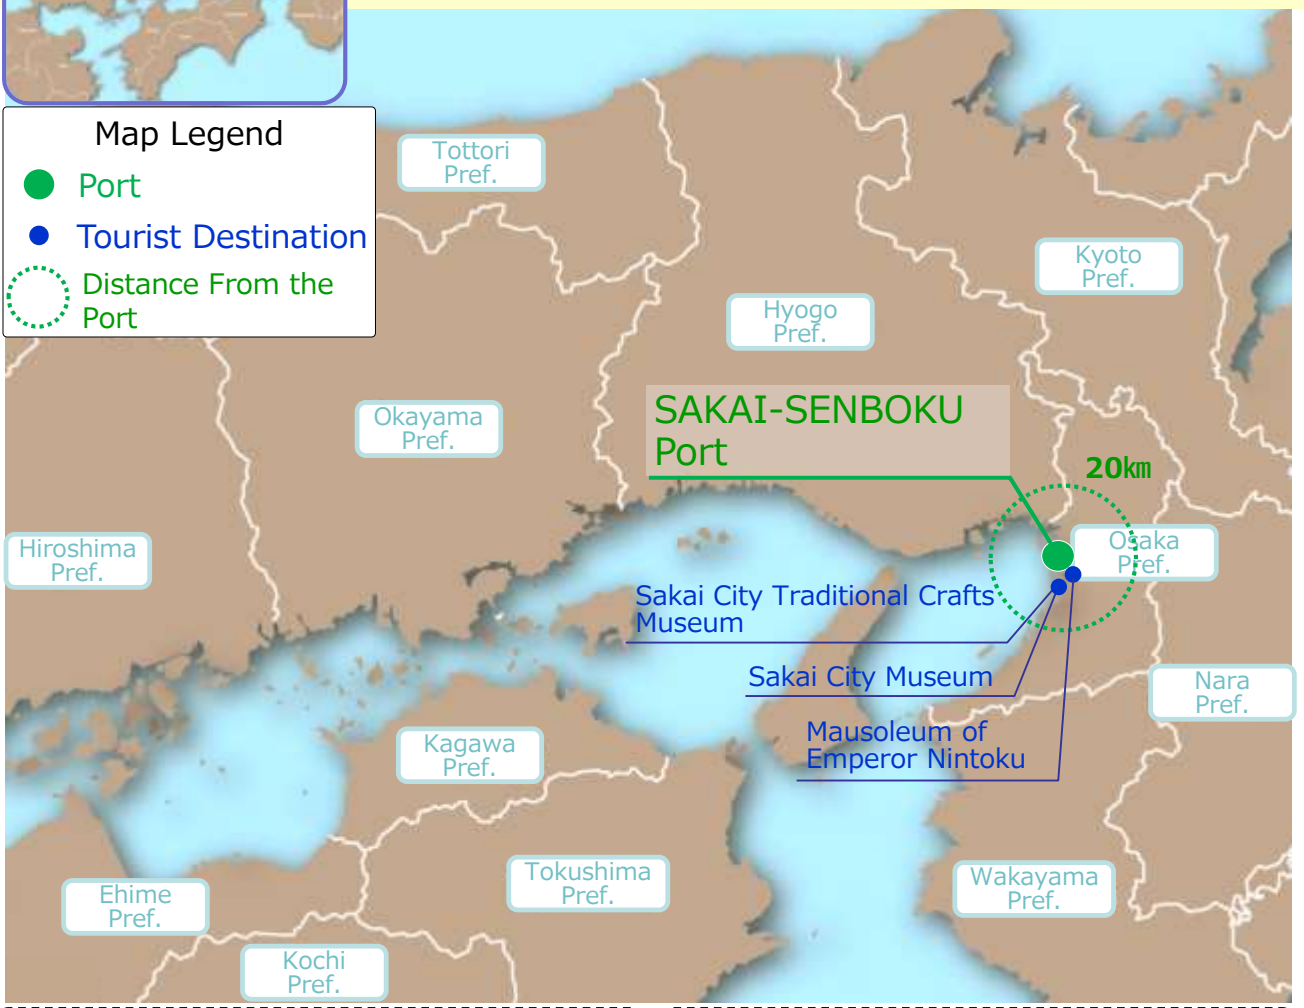 Map Legend
Port
Tourist Destination
Distance From the
Port
Tottori
Pref.
Kyoto
Pref.
Hyogo
Pref.
Okayama
Pref.
SAKAI-SENBOKU
Port
20㎞
Hiroshima
Pref.
Osaka
Pref.
Sakai City Traditional Crafts
Museum
Sakai City Museum
Nara
Pref.
Mausoleum of
Emperor Nintoku
Kagawa
Pref.
Tokushima
Pref.
Wakayama
Pref.
Ehime
Pref.
Kochi
Pref.